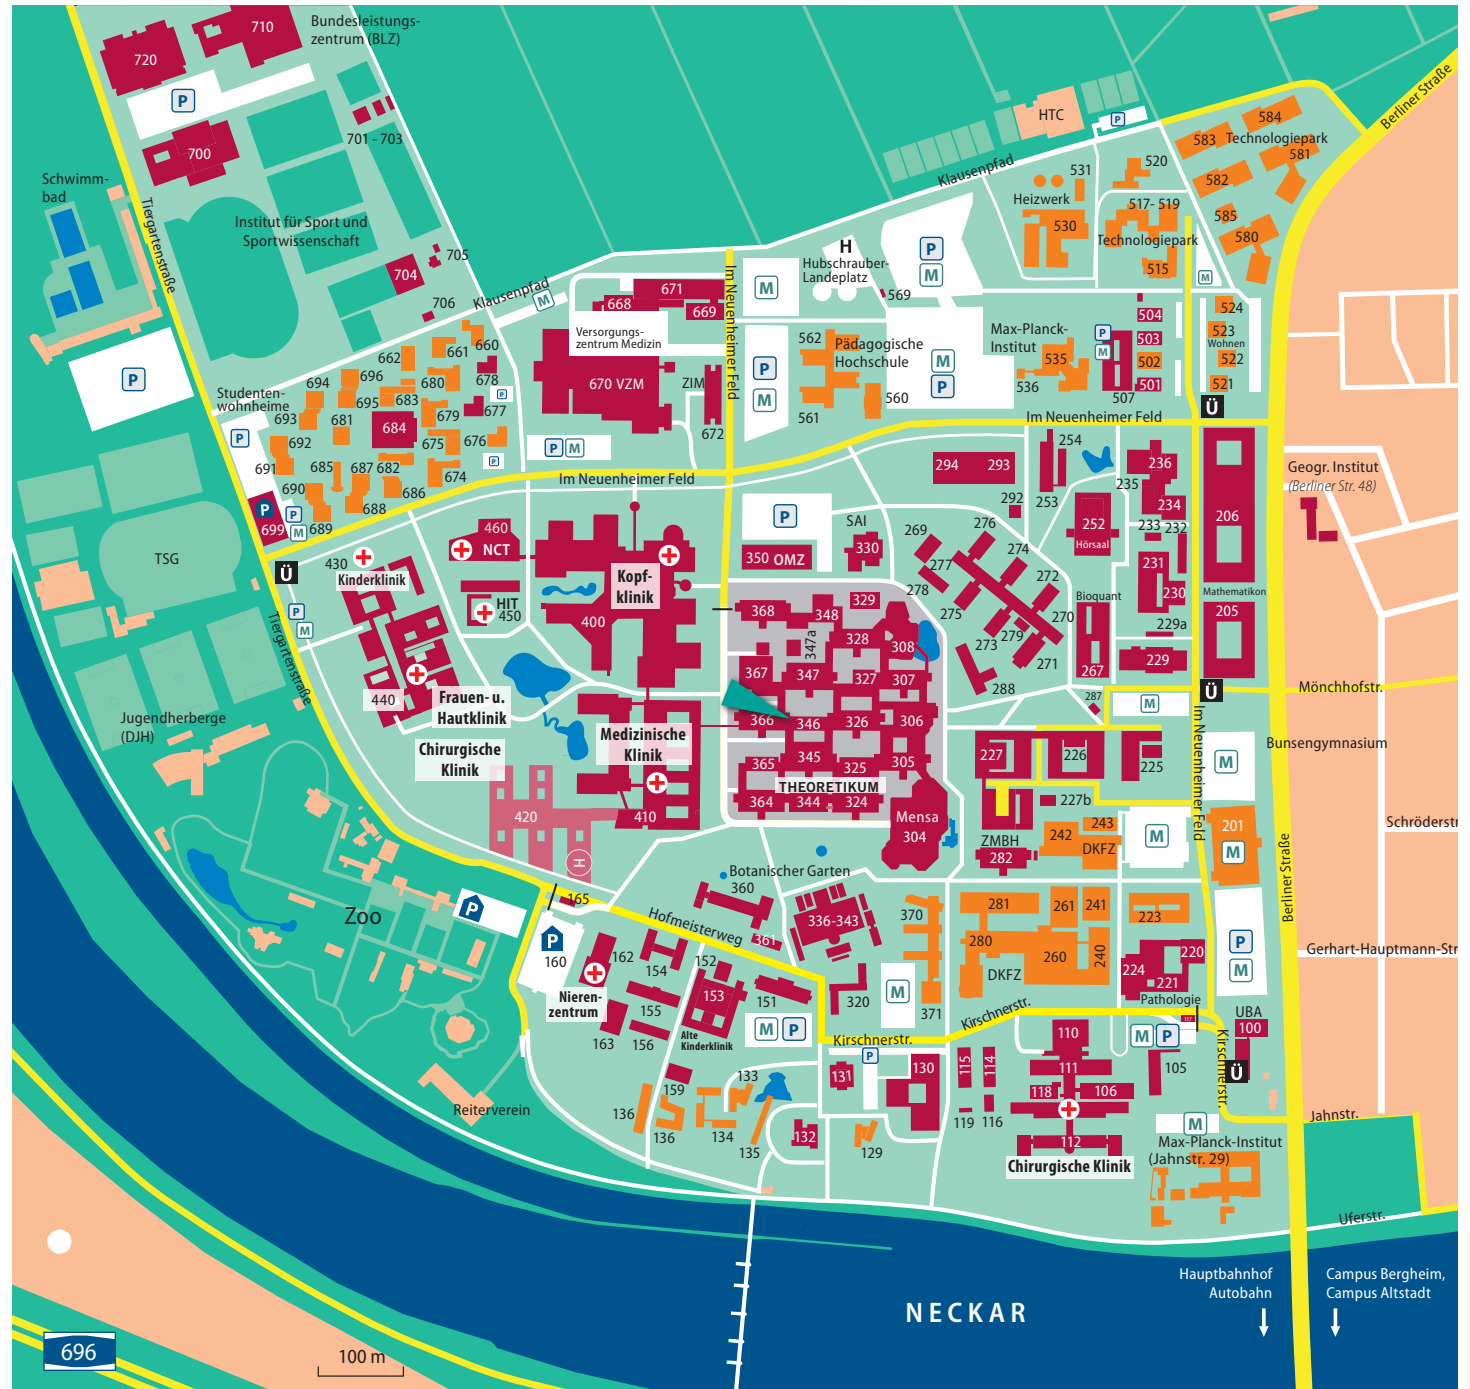 710
Bundesleistungs-
zentrum (BLZ)
720
P
701 - 703
700
HTC
P
Berliner Straße
584
583
Technologiepark
581
582
585
580
Klausenpfad
531
520
Heizwerk
530
517- 519
Technologiepark
515
M
Schwimm-
bad
Tiergartenstraße
Institut für Sport und
Sportwissenschaft
705
704
706
Klausenpfad
M
H
Hubschrauber-
Landeplatz
P
M
569
671
668
669
M
Im Neuenheimer Feld
Versorgungs-
zentrum Medizin
670 VZM
ZIM
672
P
M
562
Pädagogische
Hochschule
561
560
M
P
Max-Planck-
Institut
535
536
P
M
507
504
503
502
501
524
523
Wohnen
522
521
Ü
P
Studenten-
wohnheime
P
660
661
662
678
680
696
694
695
683
693
681
684
679
677
P
692
675
676
P
691
685
687
682
674
690
686
688
689
P
699
P
M
P M
Im Neuenheimer Feld
Im Neuenheimer Feld
254
294
293
253
292
252
Hörsaal
236
235
234
233
232
231
230
206
Mathematikon
205
Geogr. Institut
(Berliner Str. 48)
TSG
Ü
430
Kinderklinik
460
NCT
HIT
450
Kopf-
klinik
400
P
SAI
330
350 OMZ
269
276
277
274
278
272
275
270
279
273
271
288
Bioquant
267
229a
229
287
Ü
Mönchhofstr.
M
P
M
Tiergartenstraße
440
Frauen- u.
Hautklinik
Chirurgische
Klinik
Medizinische
Klinik
420
410
H
368
348
329
347a
328
308
367
347
327
307
366
346
326
306
365
345
325
305
THEORETIKUM
364
344
324
Mensa
304
Jugendherberge
(DJH)
227
226
225
227b
ZMBH
282
242
243
DKFZ
M
Im Neuenheimer Feld
M
201
M
Bunsengymnasium
Schröderstr
Berliner Straße
Zoo
P
165
P
160
Botanischer Garten
360
361
Hofmeisterweg
336-343
370
371
281
280
DKFZ
260
261
241
240
223
220
224
221
Pathologie
P
M
Gerhart-Hauptmann-Str
162
154
152
153
151
Nieren-
zentrum
155
163
156
Alte
Kinderklinik
M P
320
M
Kirschnerstr.
Kirschnerstr.
P
117
M P
UBA
100
Kirschnerstr.
Ü
105
110
111
118
106
112
Chirurgische Klinik
115
114
119
116
130
131
132
129
159
133
136
136
134
135
Reiterverein
M
Max-Planck-Institut
(Jahnstr. 29)
Jahnstr.
Uferstr.
NECKAR
Hauptbahnhof
Autobahn
Campus Bergheim,
Campus Altstadt
696
100 m